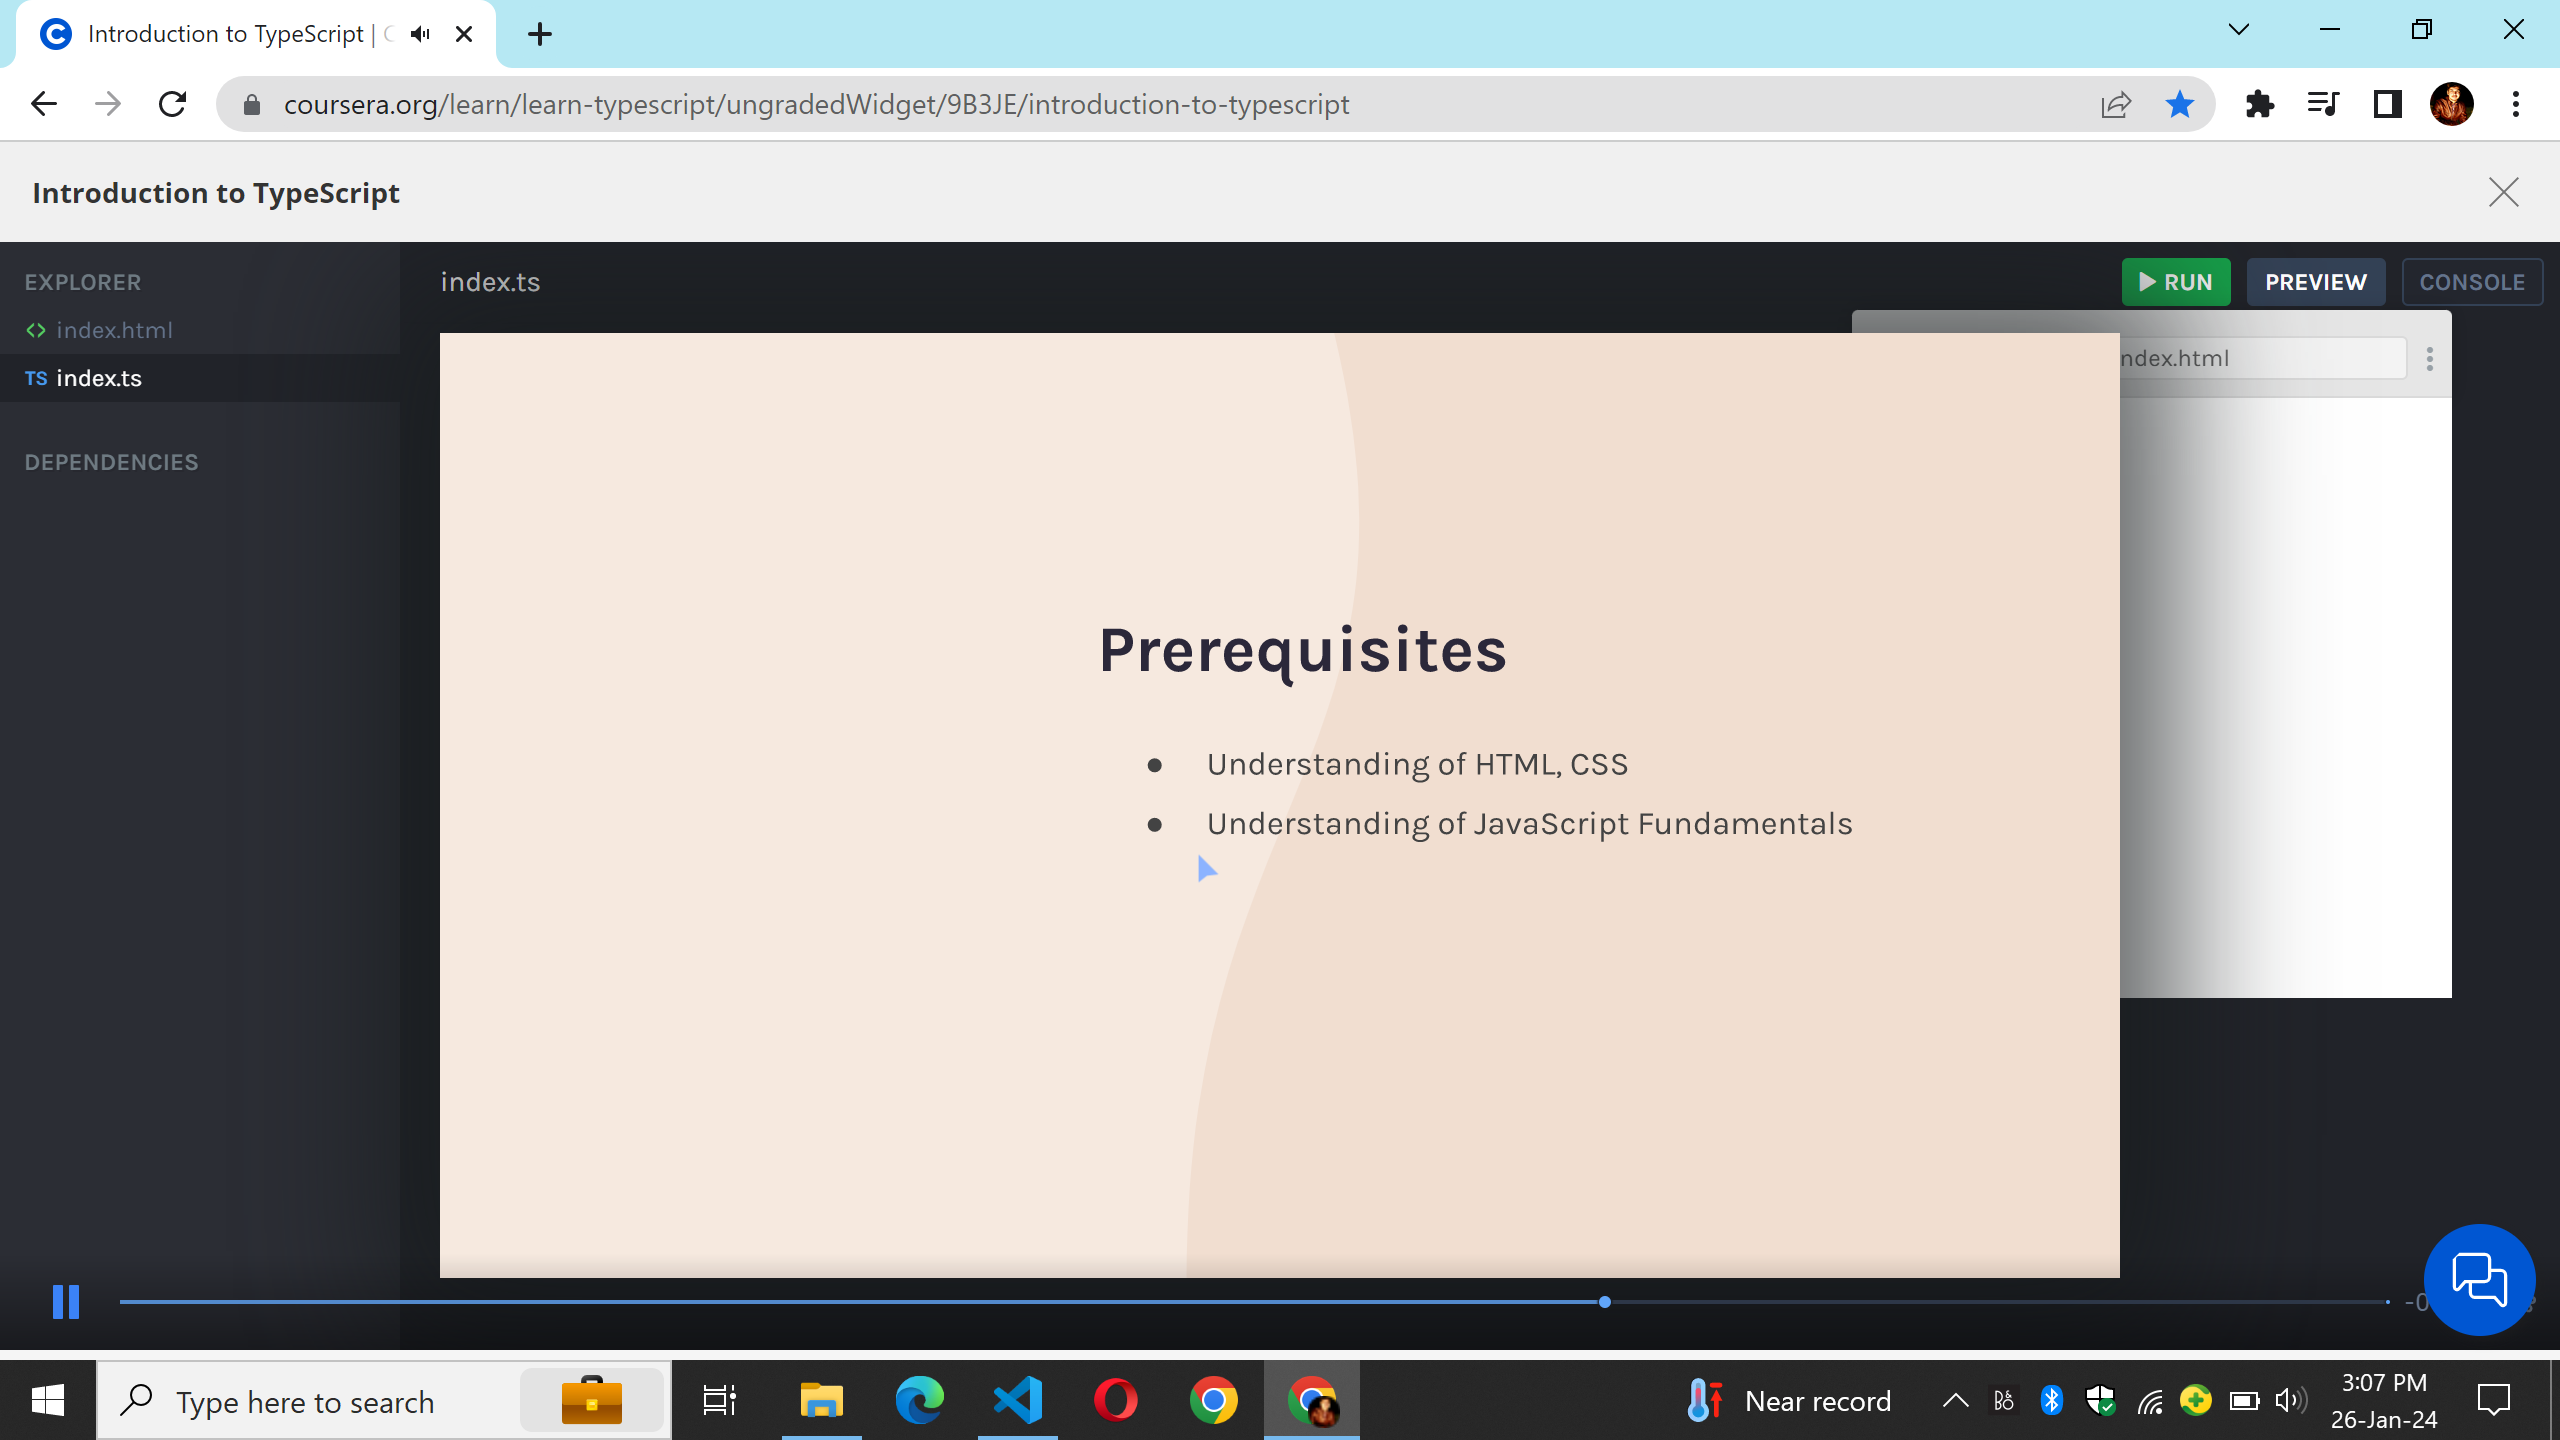 Introduction to TypeScript |
coursera.org/learn/learn-typescript/ungradedWidget/9B3JE/introduction-to-typescript
Introduction to TypeScript
EXPLORER
index.ts
RUN
PREVIEW
CONSOLE
index.html
TS index.ts
ndex.html
DEPENDENCIES
Prerequisites
● Understanding of HTML, CSS
● Understanding of JavaScript Fundamentals
-0
Type here to search
Near record
3:07 PM
26-Jan-24